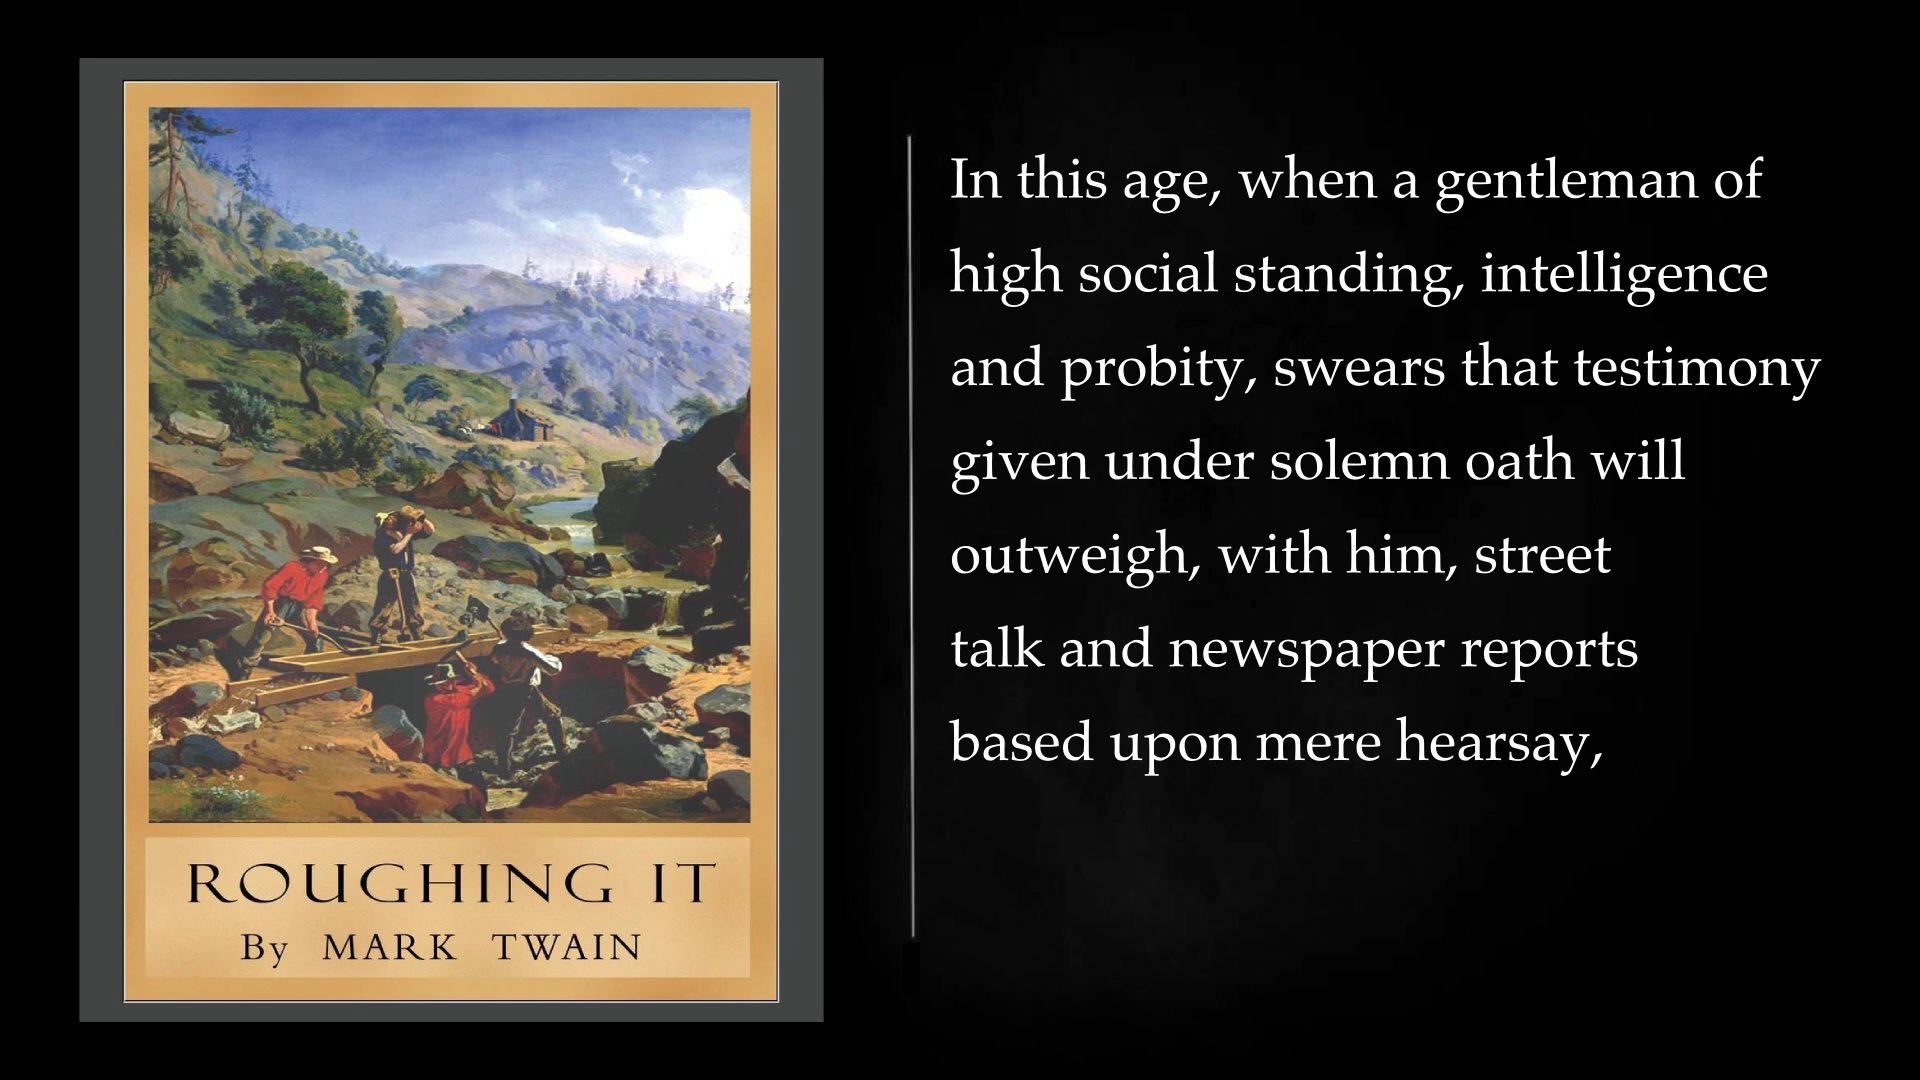 ROUGHING IT
By MARK TWAIN
In this age, when a gentleman of
high social standing, intelligence
and probity, swears that testimony
given under solemn oath will
outweigh, with him, street
talk and newspaper reports
based upon mere hearsay,